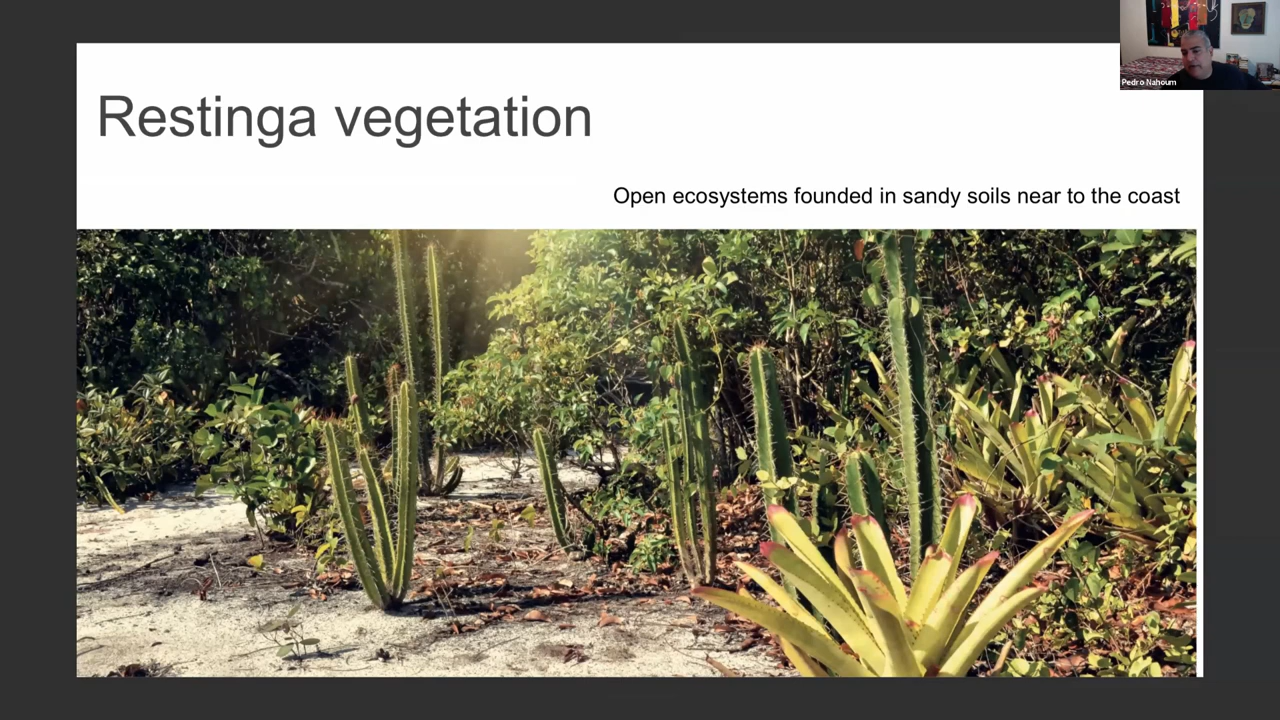 Restinga vegetation
Open ecosystems founded in sandy soils near to the coast
Pedro Nahoum